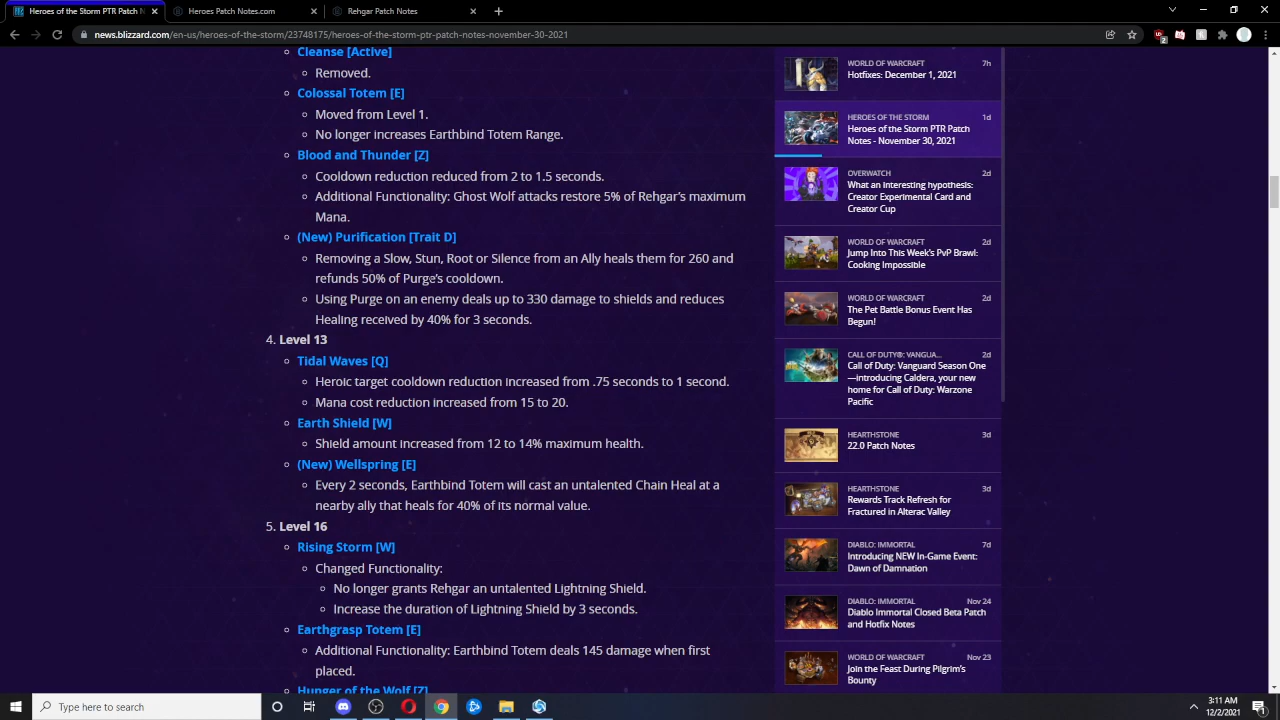 Heroes of the Storm PTR Patch N
Heroes Patch Notes.com
Rehgar Patch Notes
news.blizzard.com/en-us/heroes-of-the-storm/23748175/heroes-of-the-storm-ptr-patch-notes-november-30-2021
Cleanse [Active]
Removed.
Colossal Totem [E]
Moved from Level 1.
No longer increases Earthbind Totem Range.
Blood and Thunder [Z]
Cooldown reduction reduced from 2 to 1.5 seconds.
Additional Functionality: Ghost Wolf attacks restore 5% of Rehgar's maximum
Mana.
(New) Purification [Trait D]
Removing a Slow, Stun, Root or Silence from an Ally heals them for 260 and
refunds 50% of Purge's cooldown.
Using Purge on an enemy deals up to 330 damage to shields and reduces
Healing received by 40% for 3 seconds.
4. Level 13
Tidal Waves [Q]
Heroic target cooldown reduction increased from .75 seconds to 1 second.
Mana cost reduction increased from 15 to 20.
Earth Shield [W]
Shield amount increased from 12 to 14% maximum health.
(New) Wellspring [E]
Every 2 seconds, Earthbind Totem will cast an untalented Chain Heal at a
nearby ally that heals for 40% of its normal value.
5. Level 16
Rising Storm [W]
Changed Functionality:
No longer grants Rehgar an untalented Lightning Shield.
Increase the duration of Lightning Shield by 3 seconds.
Earthgrasp Totem [E]
Additional Functionality: Earthbind Totem deals 145 damage when first
placed.
Hunger of the Wolf [Z]
WORLD OF WARCRAFT 7h
Hotfixes: December 1, 2021
HEROES OF THE STORM 1d
Heroes of the Storm PTR Patch
Notes - November 30, 2021
OVERWATCH 2d
What an interesting hypothesis:
Creator Experimental Card and
Creator Cup
WORLD OF WARCRAFT 2d
Jump Into This Week's PvP Brawl:
Cooking Impossible
WORLD OF WARCRAFT 2d
The Pet Battle Bonus Event Has
Begun!
CALL OF DUTY®: VANGUA... 2d
Call of Duty: Vanguard Season One
—introducing Caldera, your new
home for Call of Duty: Warzone
Pacific
HEARTHSTONE 3d
22.0 Patch Notes
HEARTHSTONE 3d
Rewards Track Refresh for
Fractured in Alterac Valley
DIABLO: IMMORTAL 7d
Introducing NEW In-Game Event:
Dawn of Damnation
DIABLO: IMMORTAL Nov 24
Diablo Immortal Closed Beta Patch
and Hotfix Notes
WORLD OF WARCRAFT Nov 23
Join the Feast During Pilgrim's
Bounty
Type here to search
3:11 AM
12/2/2021